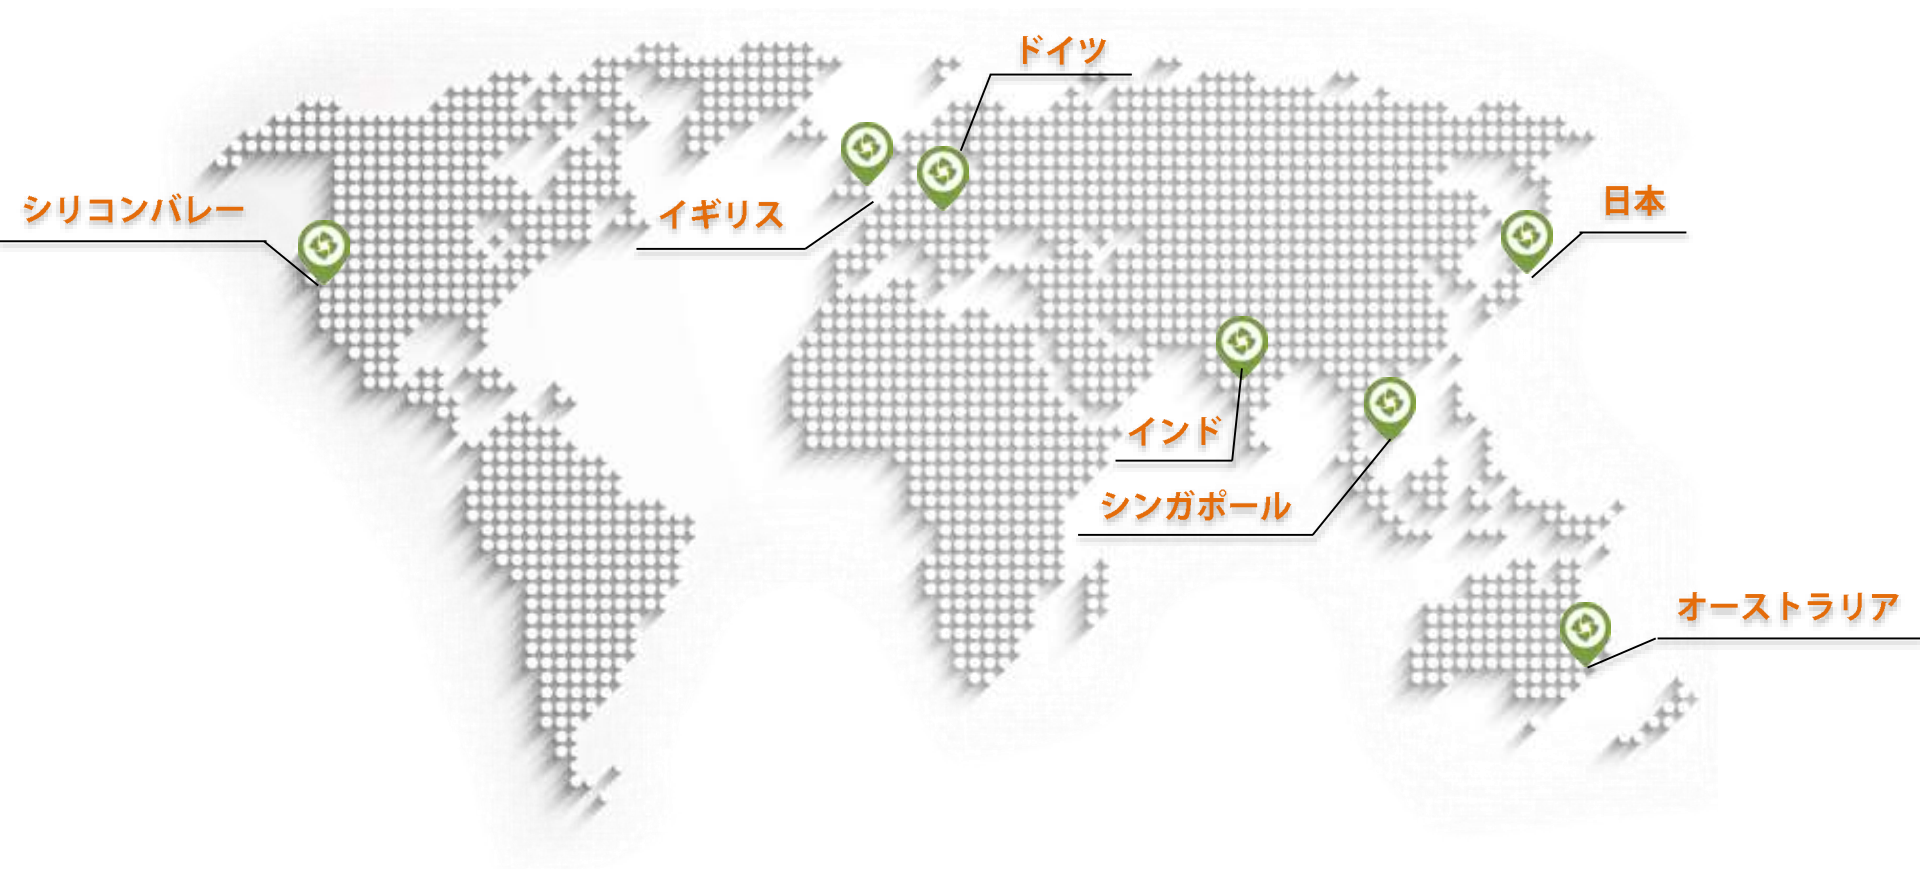 ドイツ
日本
シリコンバレー
イギリス
インド
シンガポール
オーストラリア